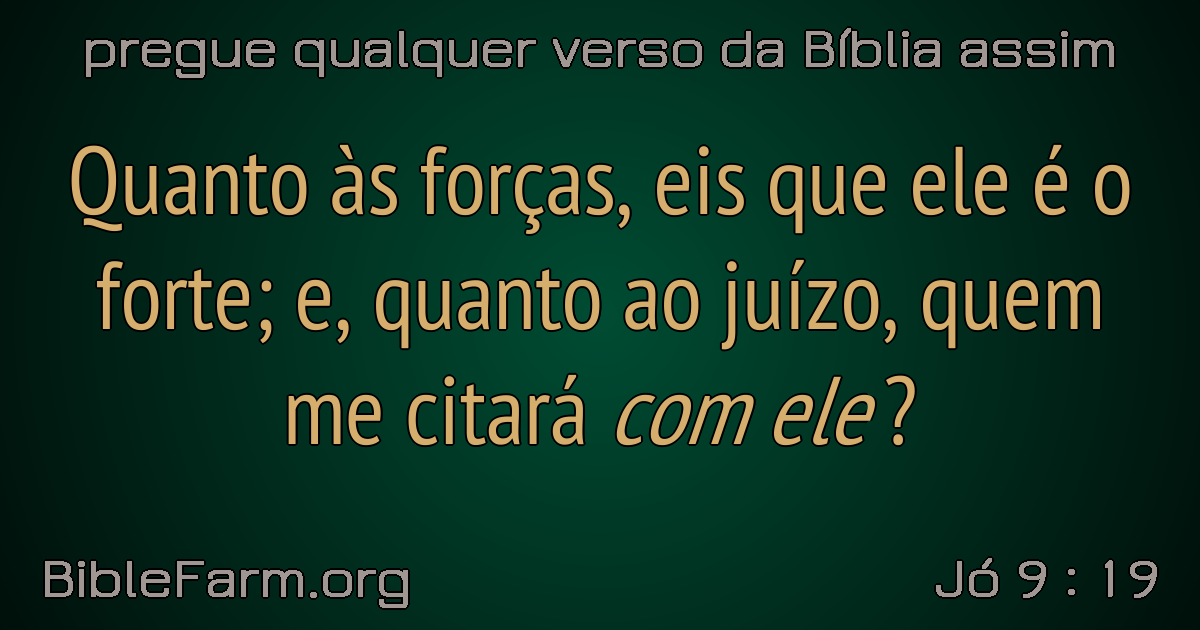 pregue qualquer verso da Bíblia assim
Quanto às forças, eis que ele é o
forte; e, quanto ao juízo, quem
me citará com ele?
BibleFarm.org
Jó 9 : 19